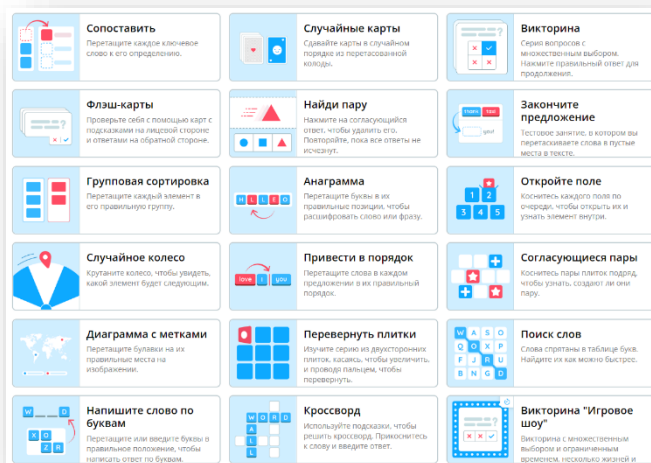 Сопоставить
Перетащите каждое ключевое
слово к его определению.
Случайные карты
Сдавайте карты в случайном
порядке из перетасованной
колоды.
Викторина
Серия вопросов с
множественным выбором.
Нажмите правильный ответ для
продолжения.
Флэш-карты
Проверьте себя с помощью карт с
подсказками на лицевой стороне
и ответами на обратной стороне.
Найди пару
Нажмите на согласующийся
ответ, чтобы удалить его.
Повторяйте, пока все ответы не
исчезнут.
Закончите
предложение
Тестовое занятие, в котором вы
перетаскиваете слова в пустые
места в тексте.
thank
you!
Групповая сортировка
Перетащите каждый элемент в
его правильную группу.
H L L E O
Анаграмма
Перетащите буквы в их
правильные позиции, чтобы
расшифровать слово или фразу.
1 2
3 4 5
Откройте поле
Коснитесь каждого поля по
очереди, чтобы открыть их и
узнать элемент внутри.
Случайное колесо
Крутаните колесо, чтобы увидеть,
какой элемент будет следующим.
love I you
Привести в порядок
Перетащите слова в каждом
предложении в их правильный
порядок.
Согласующиеся пары
Коснитесь пары плиток подряд,
чтобы узнать, создают ли они
пару.
Диаграмма с метками
Перетащите булавки на их
правильные места на
изображении.
Перевернуть плитки
Изучите серию из двухсторонних
плиток, касаясь, чтобы увеличить,
и проводя пальцем, чтобы
перевернуть.
W A S O
Q O X P
F J R U
B N G D
Поиск слов
Слова спрятаны в таблице букв.
Найдите их как можно быстрее.
W D
X O
Z R
Напишите слово по
буквам
Перетащите или введите буквы в
правильное положение, чтобы
написать ответ по буквам.
W O R D
A
L
L
Кроссворд
Используйте подсказки, чтобы
решить кроссворд. Прикоснитесь
к слову и введите ответ.
Викторина "Игровое
шоу"
Викторина с множественным
выбором и ограниченным
временем, несколько жизней и